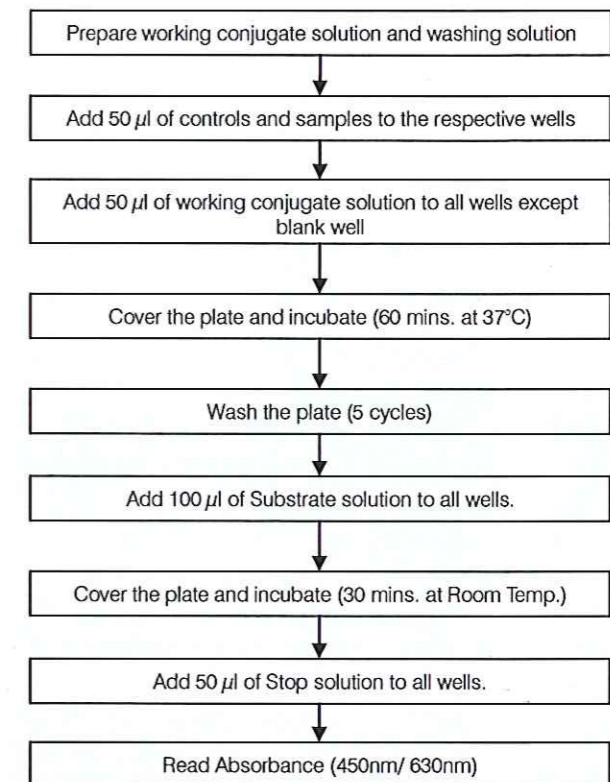 Prepare working conjugate solution and washing solution
Add 50 µl of controls and samples to the respective wells
Add 50 µl of working conjugate solution to all wells except
blank well
Cover the plate and incubate (60 mins. at 37°C)
Wash the plate (5 cycles)
Add 100 µl of Substrate solution to all wells.
Cover the plate and incubate (30 mins. at Room Temp.)
Add 50 µl of Stop solution to all wells.
Read Absorbance (450nm/ 630nm)